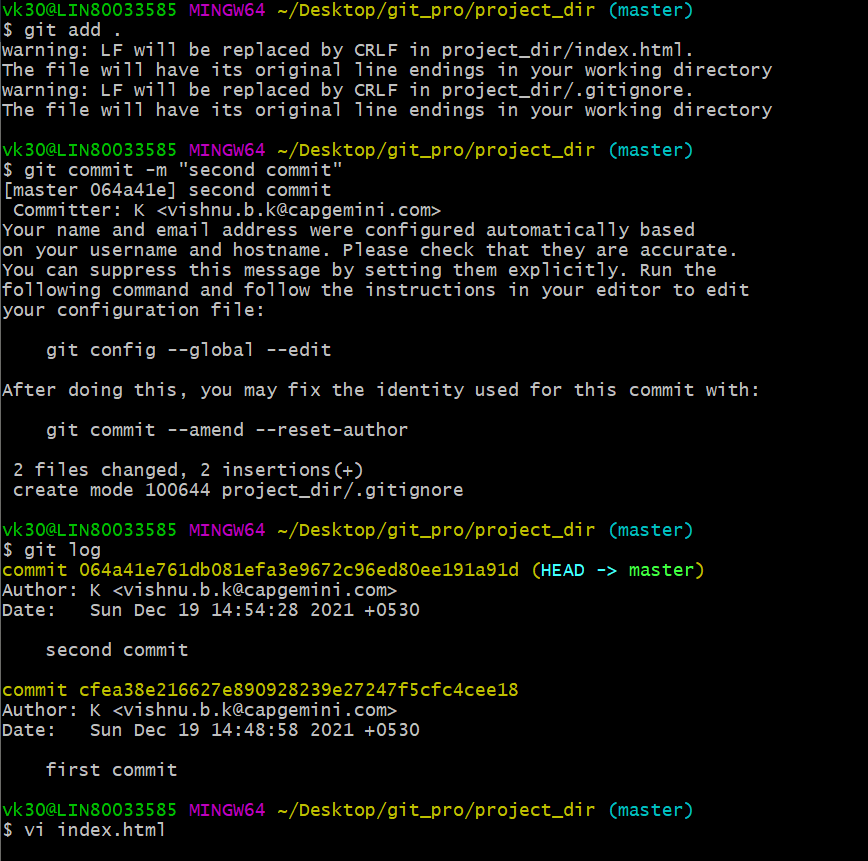 vk30@LIN80033585 MINGW64 ~/Desktop/git_pro/project_dir (master)
$ git add .
warning: LF will be replaced by CRLF in project_dir/index.html.
The file will have its original line endings in your working directory
warning: LF will be replaced by CRLF in project_dir/.gitignore.
The file will have its original line endings in your working directory

vk30@LIN80033585 MINGW64 ~/Desktop/git_pro/project_dir (master)
$ git commit -m "second commit"
[master 064a41e] second commit
 Committer: K <vishnu.b.k@capgemini.com>
Your name and email address were configured automatically based
on your username and hostname. Please check that they are accurate.
You can suppress this message by setting them explicitly. Run the
following command and follow the instructions in your editor to edit
your configuration file:

    git config --global --edit

After doing this, you may fix the identity used for this commit with:

    git commit --amend --reset-author

 2 files changed, 2 insertions(+)
 create mode 100644 project_dir/.gitignore

vk30@LIN80033585 MINGW64 ~/Desktop/git_pro/project_dir (master)
$ git log
commit 064a41e761db081efa3e9672c96ed80ee191a91d (HEAD -> master)
Author: K <vishnu.b.k@capgemini.com>
Date:   Sun Dec 19 14:54:28 2021 +0530

    second commit

commit cfea38e216627e890928239e27247f5cfc4cee18
Author: K <vishnu.b.k@capgemini.com>
Date:   Sun Dec 19 14:48:58 2021 +0530

    first commit

vk30@LIN80033585 MINGW64 ~/Desktop/git_pro/project_dir (master)
$ vi index.html